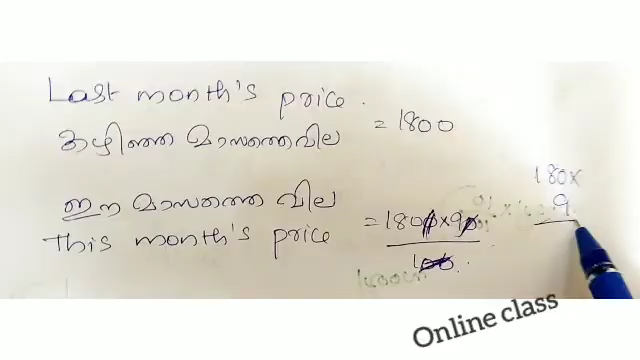 Last month's price
കഴിഞ്ഞ മാസത്തെ വില = 1800
ഈ മാസത്തെ വില
This month's price = 1800 × 90
100
180×
9
Online class